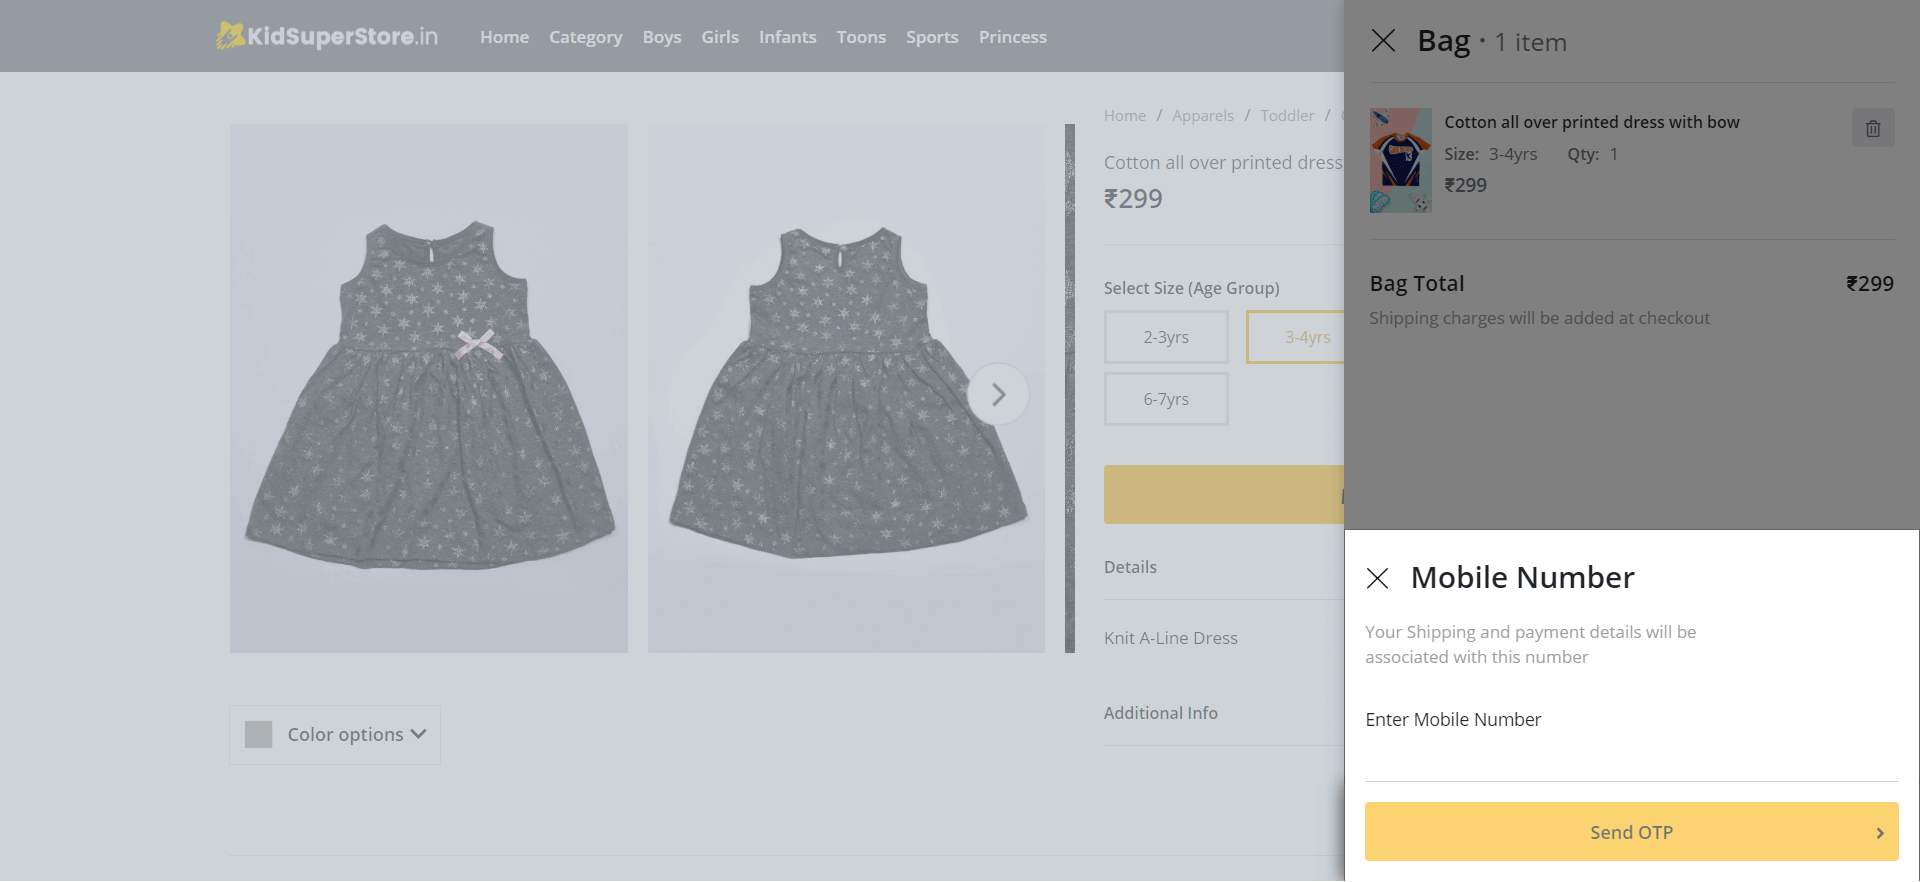 KidSuperStore.in
Home Category Boys Girls Infants Toons Sports Princess
Home / Apparels / Toddler /
Cotton all over printed dress
₹299
Select Size (Age Group)
2-3yrs
3-4yrs
6-7yrs
Details
Knit A-Line Dress
Additional Info
Color options
Bag · 1 item
Cotton all over printed dress with bow
Size: 3-4yrs Qty: 1
₹299
Bag Total ₹299
Shipping charges will be added at checkout
Mobile Number
Your Shipping and payment details will be
associated with this number
Enter Mobile Number
Send OTP